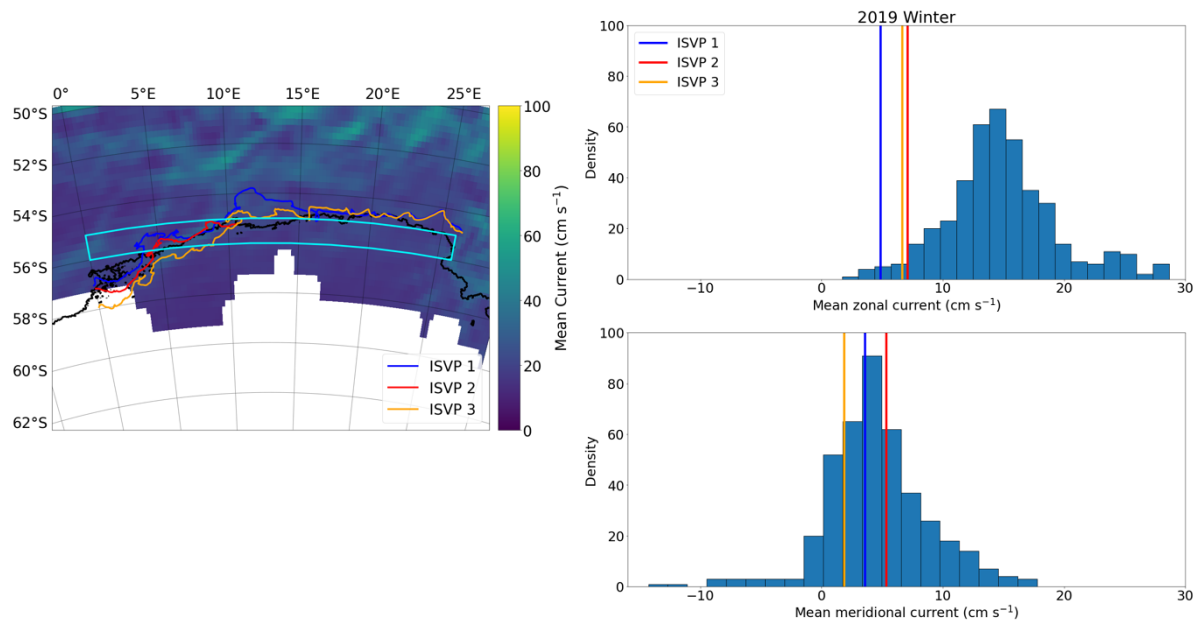 0° 5°E 10°E 15°E 20°E 25°E
50°S
52°S
54°S
56°S
58°S
60°S
62°S
ISVP 1
ISVP 2
ISVP 3
100
80
60
40
20
0
Mean Current (cm s⁻¹)
2019 Winter
100
80
60
40
20
0
Density
ISVP 1
ISVP 2
ISVP 3
−10 0 10 20 30
Mean zonal current (cm s⁻¹)
100
80
60
40
20
0
Density
−10 0 10 20 30
Mean meridional current (cm s⁻¹)